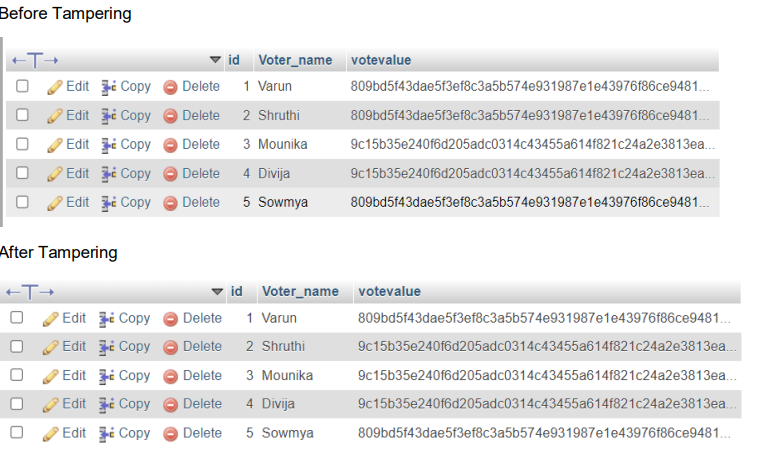 Before Tampering
id Voter_name votevalue
Edit Copy Delete 1 Varun 809bd5f43dae5f3ef8c3a5b574e931987e1e43976f86ce9481...
Edit Copy Delete 2 Shruthi 809bd5f43dae5f3ef8c3a5b574e931987e1e43976f86ce9481...
Edit Copy Delete 3 Mounika 9c15b35e240f6d205adc0314c43455a614f821c24a2e3813ea...
Edit Copy Delete 4 Divija 9c15b35e240f6d205adc0314c43455a614f821c24a2e3813ea...
Edit Copy Delete 5 Sowmya 809bd5f43dae5f3ef8c3a5b574e931987e1e43976f86ce9481...
After Tampering
id Voter_name votevalue
Edit Copy Delete 1 Varun 809bd5f43dae5f3ef8c3a5b574e931987e1e43976f86ce9481...
Edit Copy Delete 2 Shruthi 9c15b35e240f6d205adc0314c43455a614f821c24a2e3813ea...
Edit Copy Delete 3 Mounika 9c15b35e240f6d205adc0314c43455a614f821c24a2e3813ea...
Edit Copy Delete 4 Divija 9c15b35e240f6d205adc0314c43455a614f821c24a2e3813ea...
Edit Copy Delete 5 Sowmya 809bd5f43dae5f3ef8c3a5b574e931987e1e43976f86ce9481...